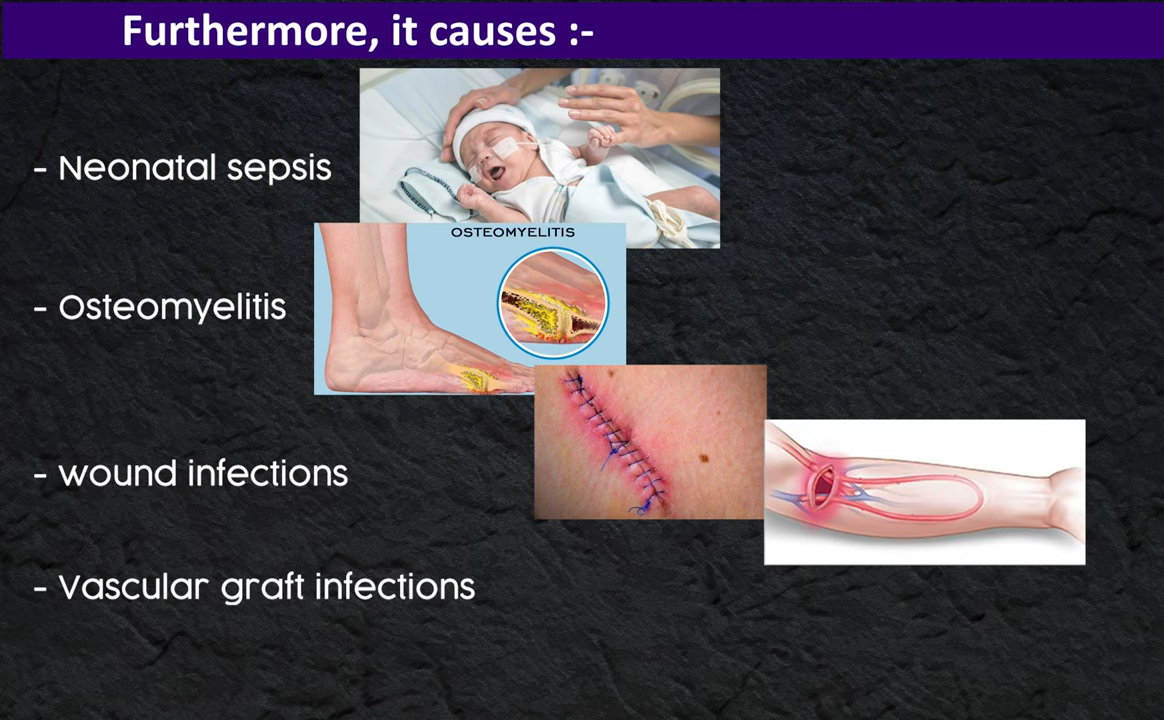 Furthermore, it causes :-
- Neonatal sepsis
OSTEOMYELITIS
- Osteomyelitis
- wound infections
- Vascular graft infections